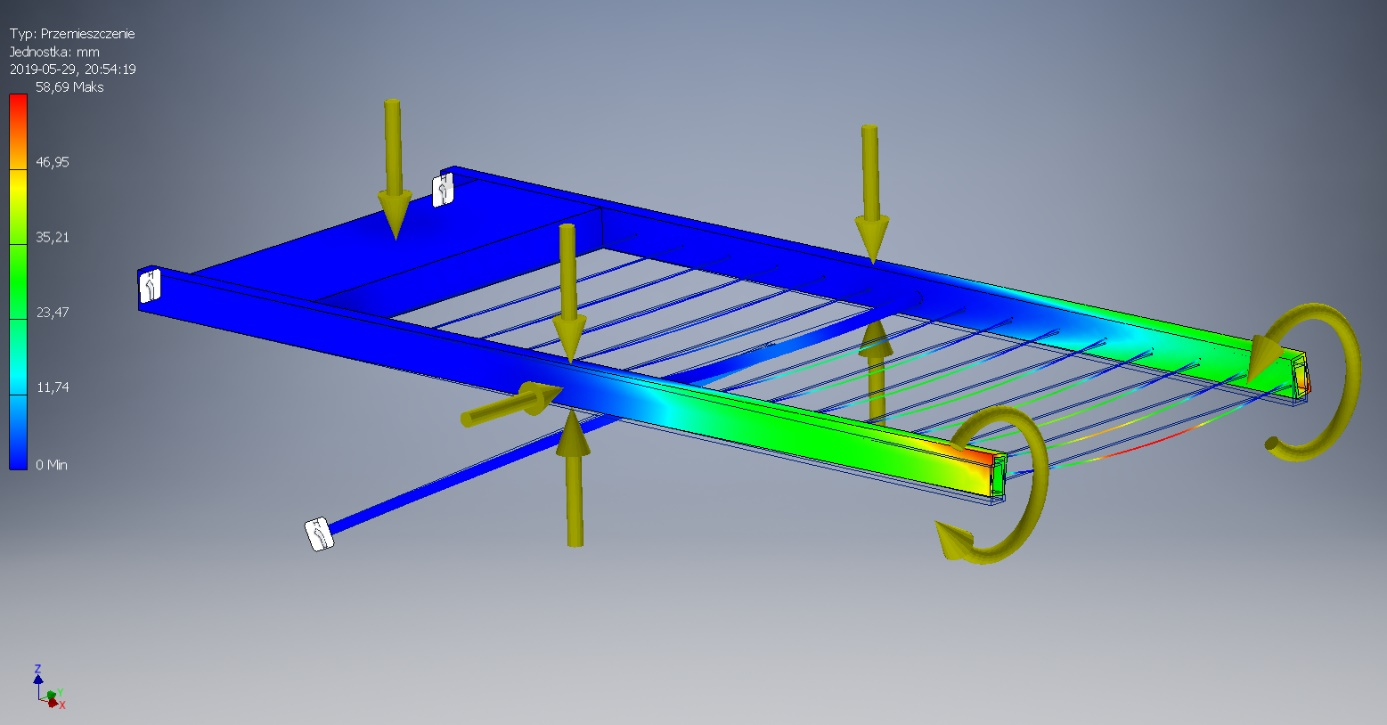 Typ: Przemieszczenie
Jednostka: mm
2019-05-29, 20:54:19
58,69 Maks
46,95
35,21
23,47
11,74
0 Min
Z
Y
X